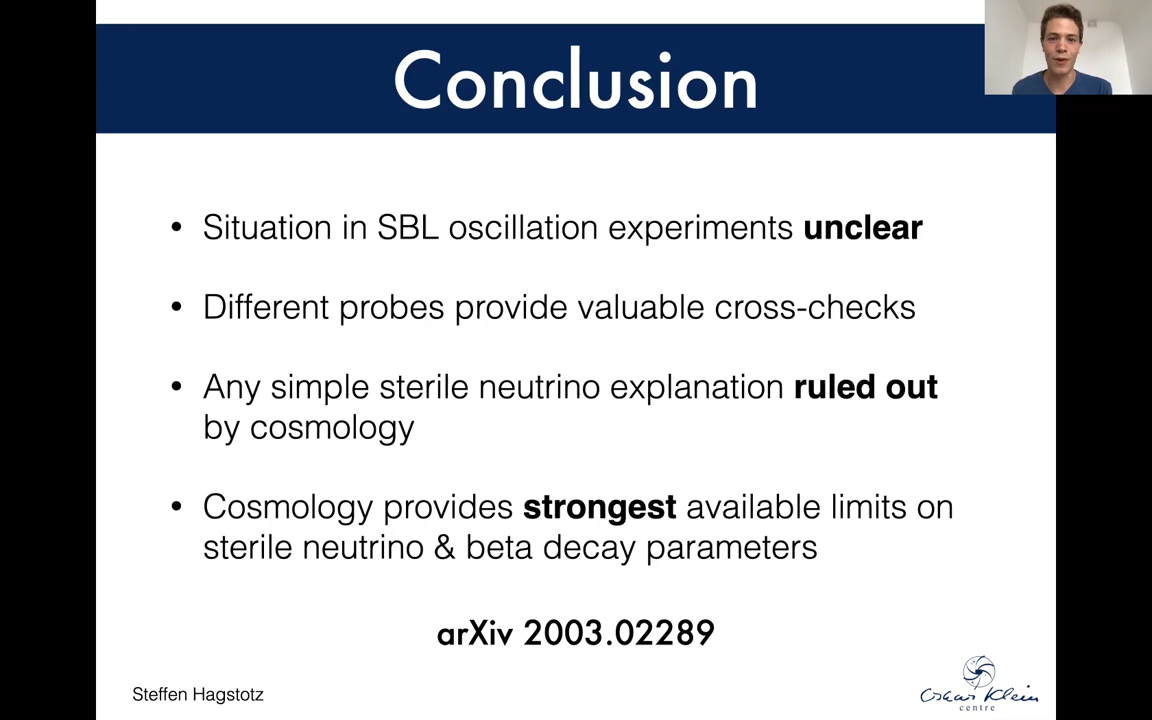 Conclusion
• Situation in SBL oscillation experiments unclear
• Different probes provide valuable cross-checks
• Any simple sterile neutrino explanation ruled out
by cosmology
• Cosmology provides strongest available limits on
sterile neutrino & beta decay parameters
arXiv 2003.02289
Steffen Hagstotz
Oskar Klein
centre